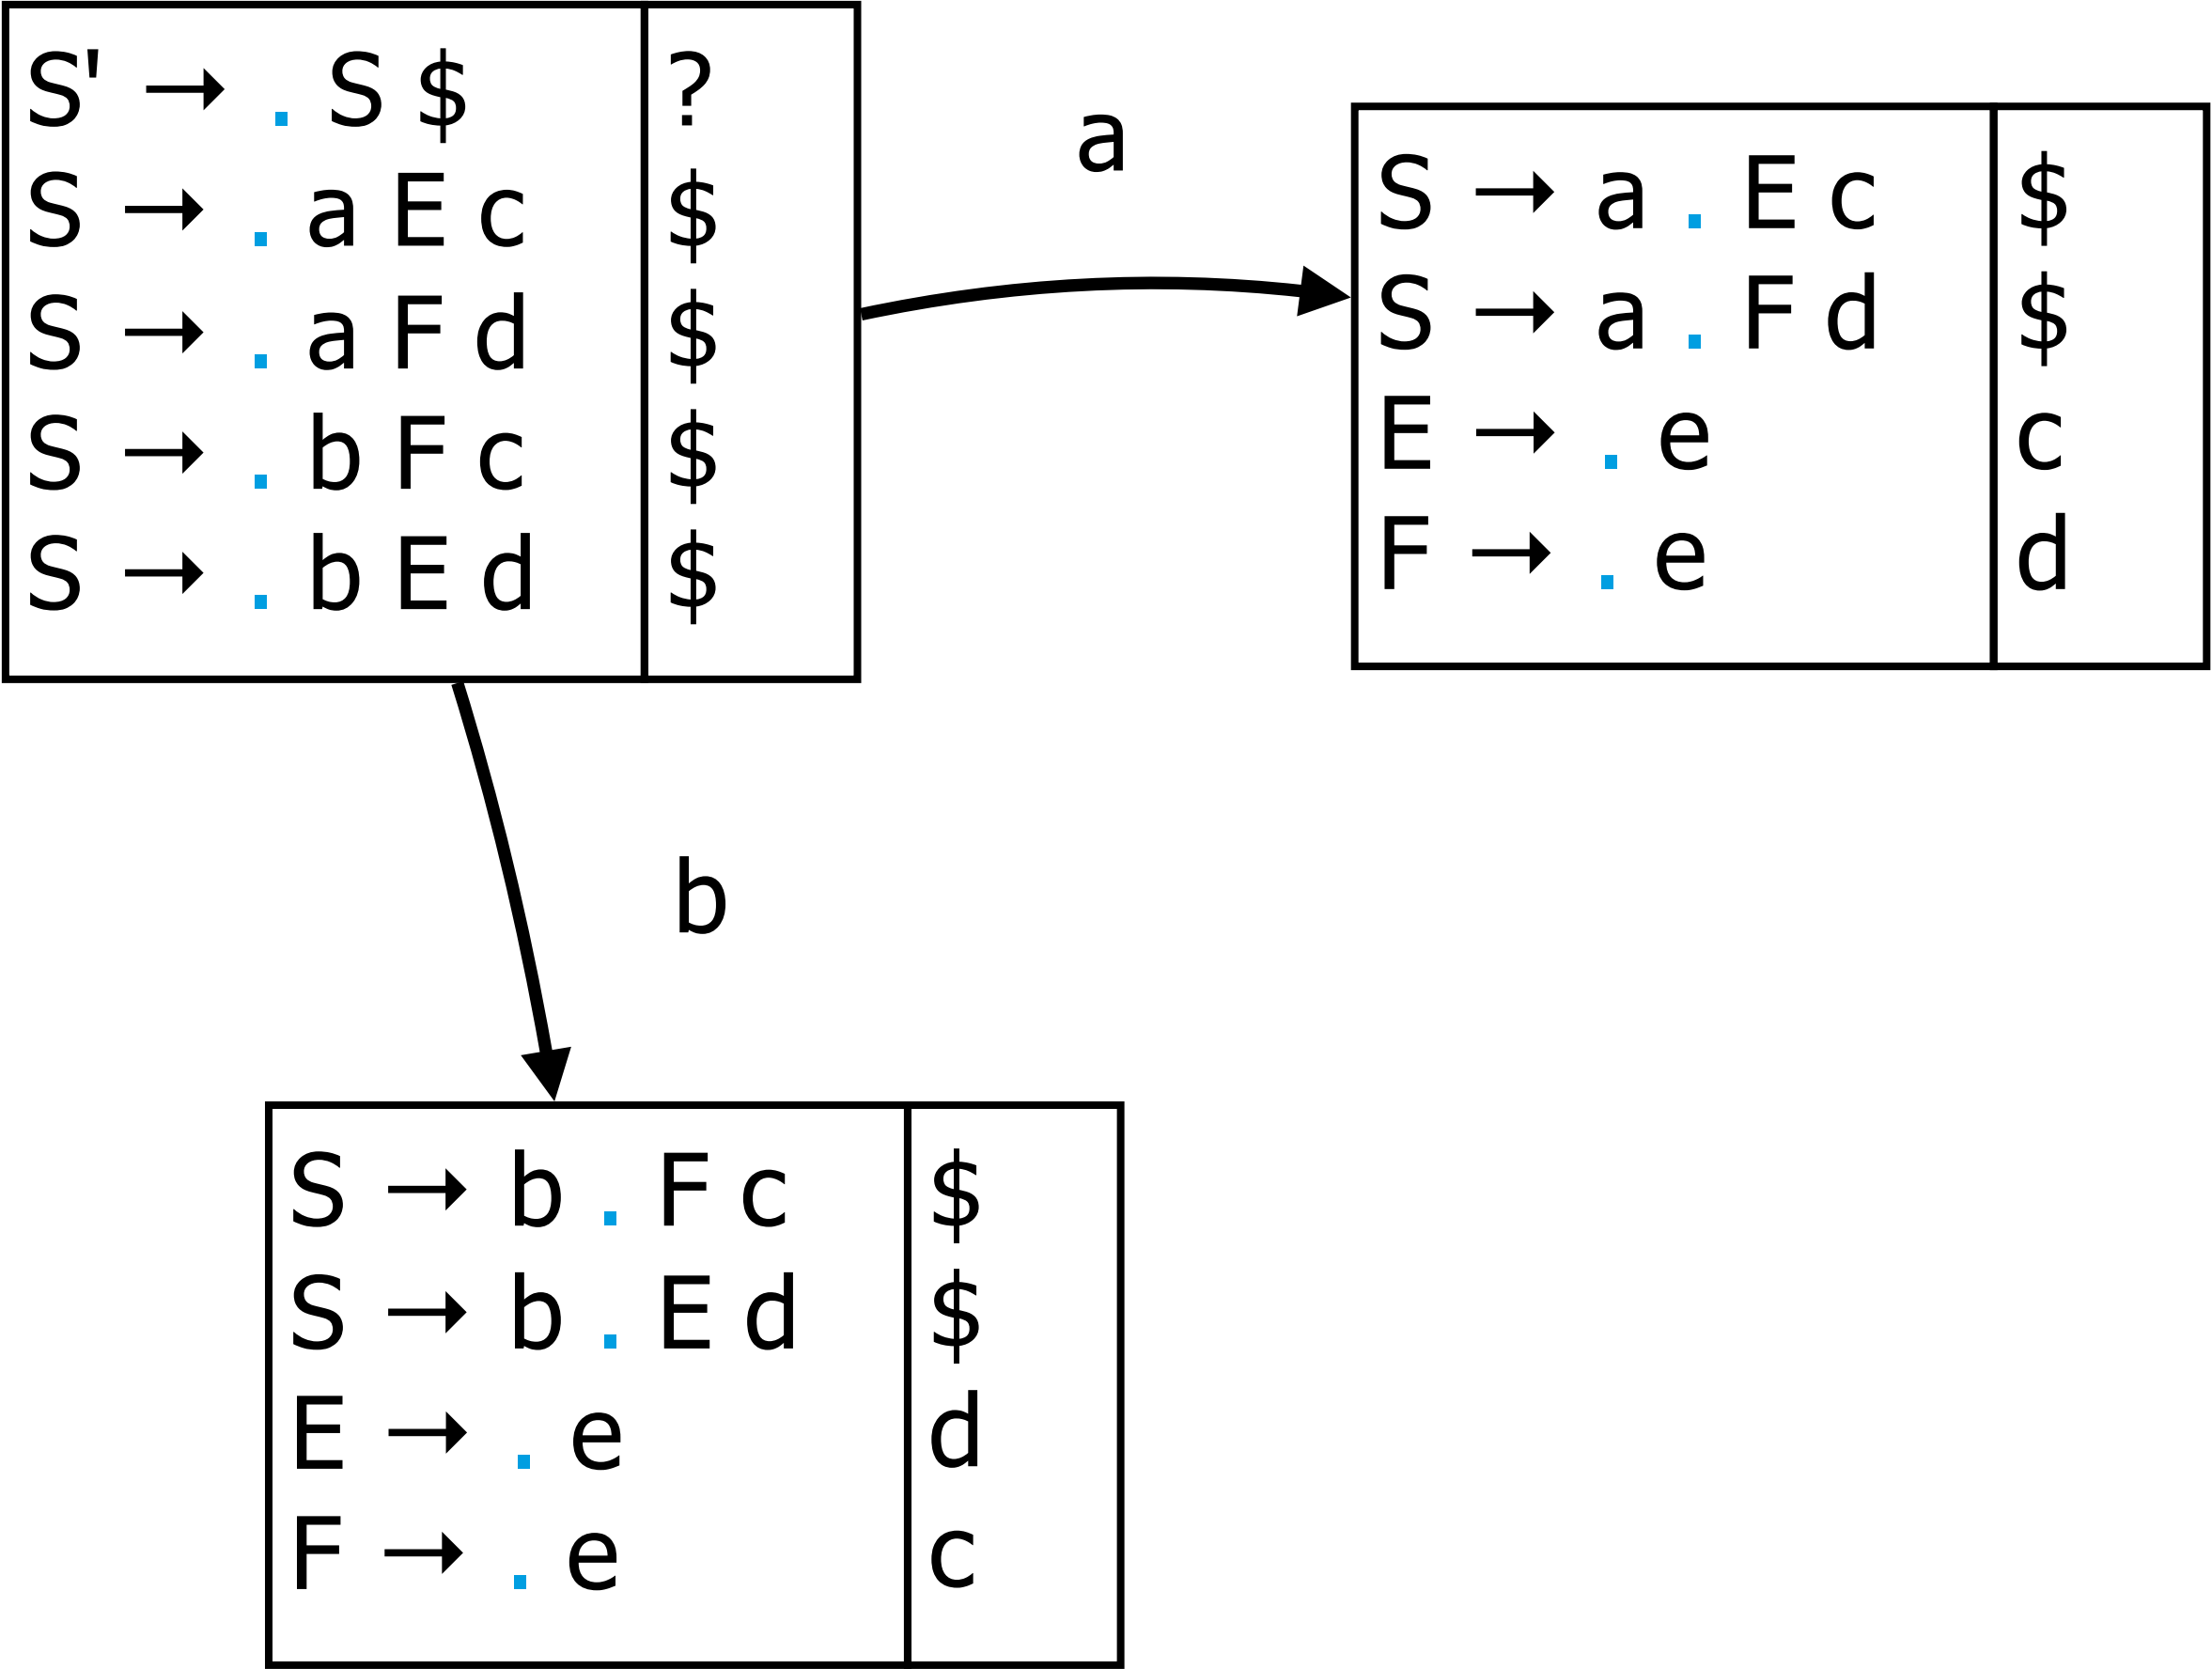 S' → . S $ ?
S → . a E c $
S → . a F d $
S → . b F c $
S → . b E d $
a
S → a . E c $
S → a . F d $
E → . e c
F → . e d
b
S → b . F c $
S → b . E d $
E → . e d
F → . e c